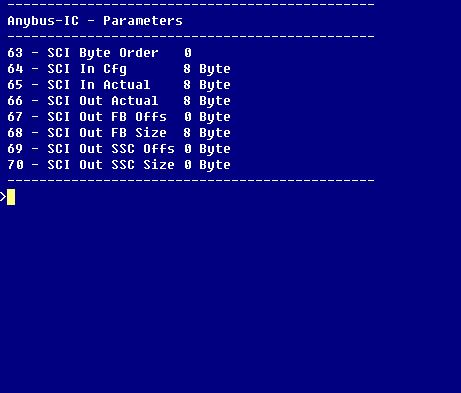 -----------------------------------------------
Anybus-IC - Parameters
-----------------------------------------------
63 - SCI Byte Order   0
64 - SCI In Cfg       8 Byte
65 - SCI In Actual    8 Byte
66 - SCI Out Actual   8 Byte
67 - SCI Out FB Offs  0 Byte
68 - SCI Out FB Size  8 Byte
69 - SCI Out SSC Offs 0 Byte
70 - SCI Out SSC Size 0 Byte
-----------------------------------------------
>